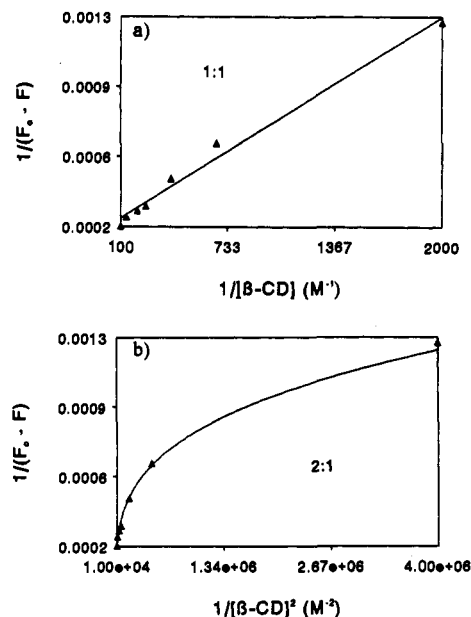 a)
1:1
0.0013
0.0009
0.0006
0.0002
1/(F₀ - F)
100 733 1367 2000
1/[ß-CD] (M⁻¹)
b)
2:1
0.0013
0.0009
0.0006
0.0002
1/(F₀ - F)
1.00e+04 1.34e+06 2.67e+06 4.00e+06
1/[ß-CD]² (M⁻²)